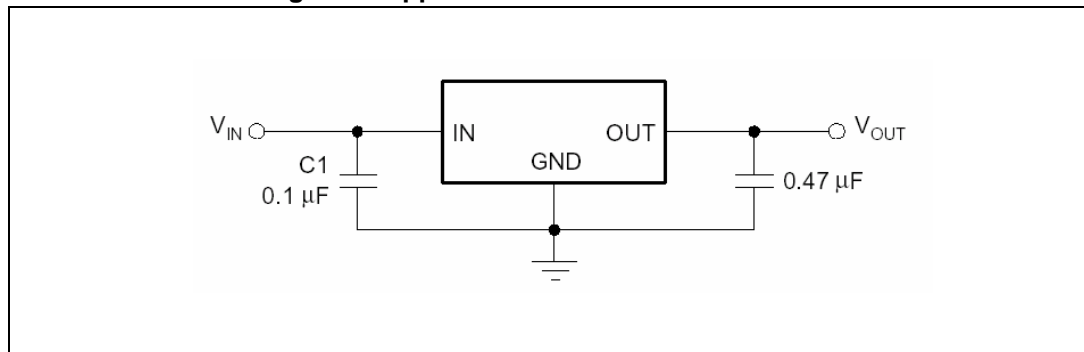 V_IN
IN
OUT
V_OUT
GND
C1
0.1 μF
0.47 μF